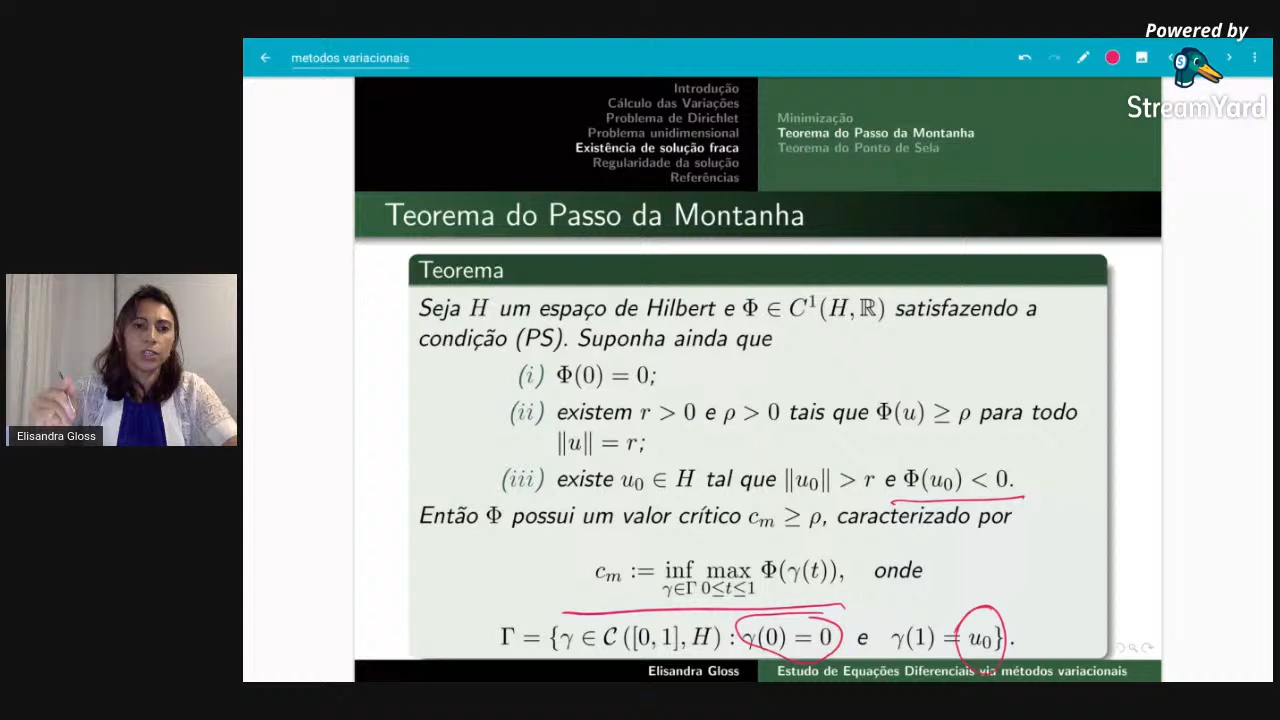 Powered by
StreamYard
metodos variacionais
Introdução
Cálculo das Variações
Problema de Dirichlet
Problema unidimensional
Existência de solução fraca
Regularidade da solução
Referências
Minimização
Teorema do Passo da Montanha
Teorema do Ponto de Sela
Teorema do Passo da Montanha
Teorema
Seja H um espaço de Hilbert e Φ ∈ C¹(H, ℝ) satisfazendo a
condição (PS). Suponha ainda que
(i) Φ(0) = 0;
(ii) existem r > 0 e ρ > 0 tais que Φ(u) ≥ ρ para todo
‖u‖ = r;
(iii) existe u₀ ∈ H tal que ‖u₀‖ > r e Φ(u₀) < 0.
Então Φ possui um valor crítico cₘ ≥ ρ, caracterizado por
cₘ := inf max Φ(γ(t)), onde
γ∈Γ 0≤t≤1
Γ = {γ ∈ C ([0, 1], H) : γ(0) = 0 e γ(1) = u₀} .
Elisandra Gloss
Estudo de Equações Diferenciais via métodos variacionais
Elisandra Gloss